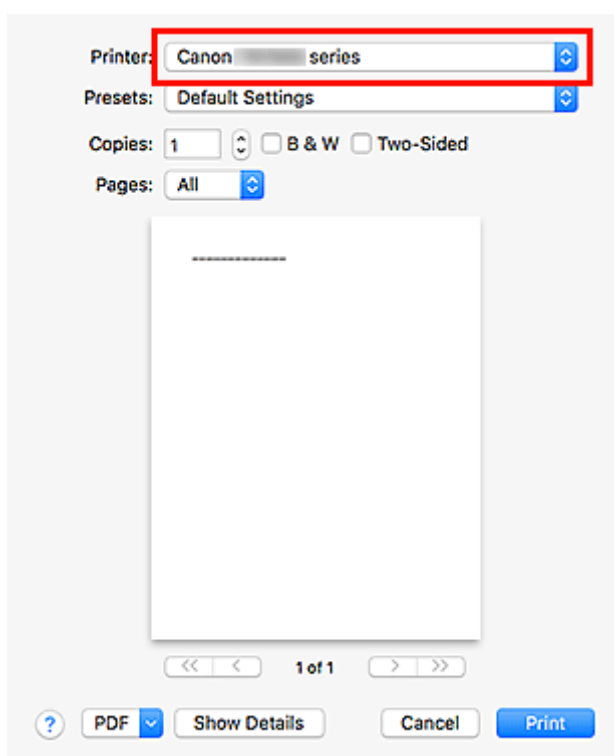 Printer: Canon series
Presets: Default Settings
Copies: 1 B & W Two-Sided
Pages: All
-------------
<< < 1 of 1 > >>
? PDF Show Details Cancel Print